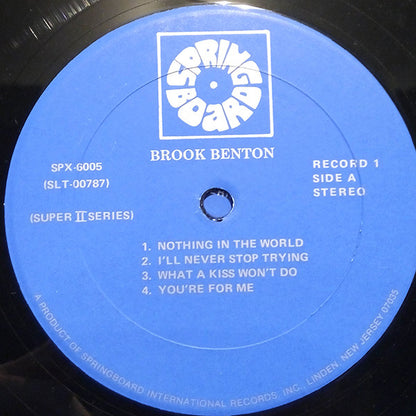 SPRINGBOARD
BROOK BENTON
SPX-6005
(SLT-00787)
(SUPER II SERIES)
RECORD 1
SIDE A
STEREO
1. NOTHING IN THE WORLD
2. I'LL NEVER STOP TRYING
3. WHAT A KISS WON'T DO
4. YOU'RE FOR ME
A PRODUCT OF SPRINGBOARD INTERNATIONAL RECORDS, INC., LINDEN, NEW JERSEY 07036